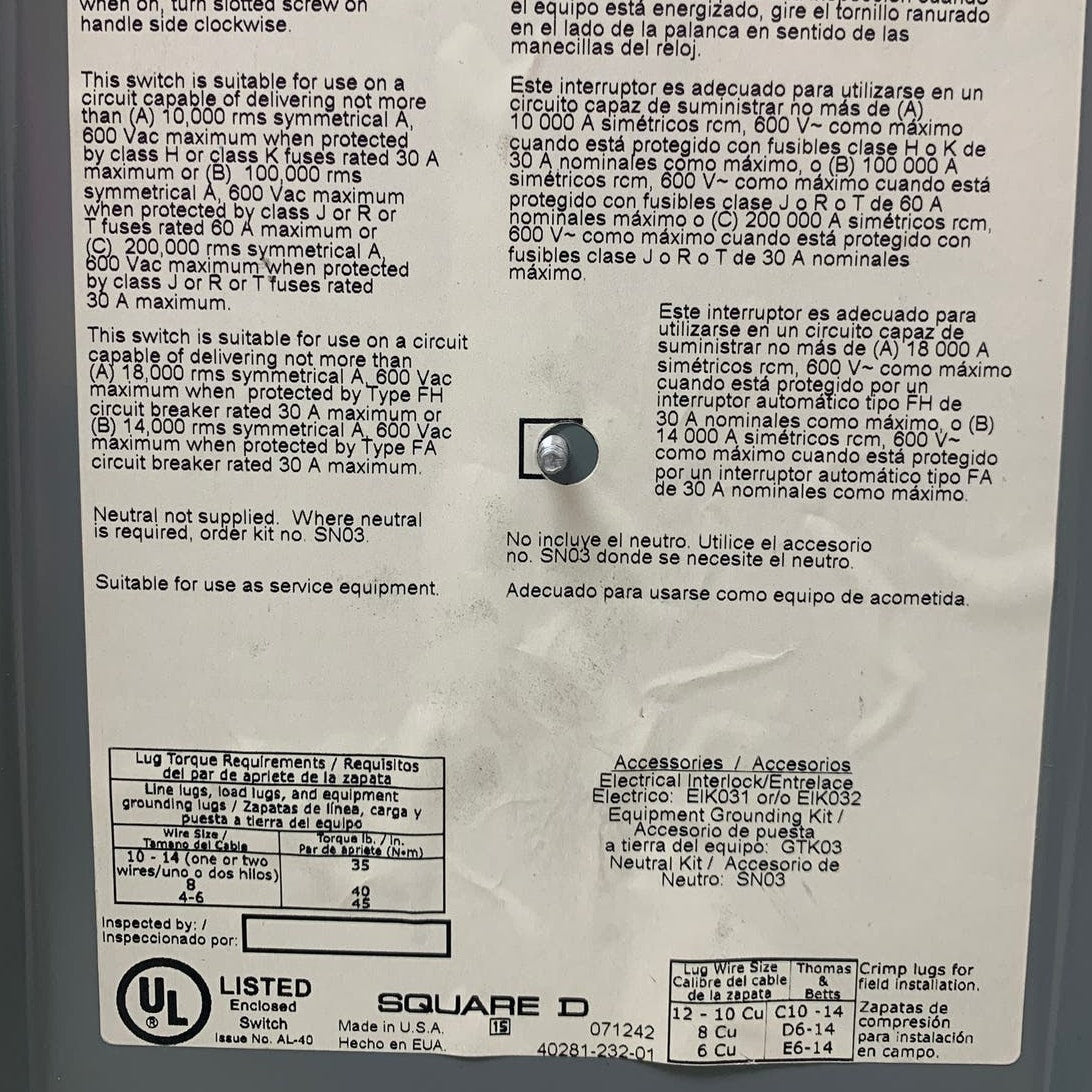 when on, turn slotted screw on
handle side clockwise.
This switch is suitable for use on a
circuit capable of delivering not more
than (A) 10,000 rms symmetrical A,
600 Vac maximum when protected
by class H or class K fuses rated 30 A
maximum or (B) 100,000 rms
symmetrical A, 600 Vac maximum
when protected by class J or R or
T fuses rated 60 A maximum or
(C) 200,000 rms symmetrical A,
600 Vac maximum when protected
by class J or R or T fuses rated
30 A maximum.
This switch is suitable for use on a circuit
capable of delivering not more than
(A) 18,000 rms symmetrical A, 600 Vac
maximum when protected by Type FH
circuit breaker rated 30 A maximum or
(B) 14,000 rms symmetrical A, 600 Vac
maximum when protected by Type FA
circuit breaker rated 30 A maximum.
Neutral not supplied. Where neutral
is required, order kit no. SN03.
Suitable for use as service equipment.
el equipo está energizado, gire el tornillo ranurado
en el lado de la palanca en sentido de las
manecillas del reloj.
Este interruptor es adecuado para utilizarse en un
circuito capaz de suministrar no más de (A)
10 000 A simétricos rcm, 600 V~ como máximo
cuando está protegido con fusibles clase H o K de
30 A nominales como máximo, o (B) 100 000 A
simétricos rcm, 600 V~ como máximo cuando está
protegido con fusibles clase J o R o T de 60 A
nominales máximo o (C) 200 000 A simétricos rcm,
600 V~ como máximo cuando está protegido con
fusibles clase J o R o T de 30 A nominales
máximo.
Este interruptor es adecuado para
utilizarse en un circuito capaz de
suministrar no más de (A) 18 000 A
simétricos rcm, 600 V~ como máximo
cuando está protegido por un
interruptor automático tipo FH de
30 A nominales como máximo, o (B)
14 000 A simétricos rcm, 600 V~
como máximo cuando está protegido
por un interruptor automático tipo FA
de 30 A nominales como máximo.
No incluye el neutro. Utilice el accesorio
no. SN03 donde se necesite el neutro.
Adecuado para usarse como equipo de acometida.
Lug Torque Requirements / Requisitos
del par de apriete de la zapata
Line lugs, load lugs, and equipment
grounding lugs / Zapatas de línea, carga y
puesta a tierra del equipo
Wire Size / Torque lb. / in.
Tamano del Cable Par de apriete (N•m)
10 - 14 (one or two 35
wires/uno o dos hilos)
8 40
4-6 45
Inspected by: /
Inspeccionado por:
Accessories / Accesorios
Electrical Interlock/Entrelace
Electrico: EIK031 or/o EIK032
Equipment Grounding Kit /
Accesorio de puesta
a tierra del equipo: GTK03
Neutral Kit / Accesorio de
Neutro: SN03
UL ®
LISTED
Enclosed
Switch
Issue No. AL-40
SQUARE D
Made in U.S.A. 15
Hecho en EUA.
071242
40281-232-01
Lug Wire Size Thomas
Calibre del cable &
de la zapata Betts
12 - 10 Cu C10 -14
8 Cu D6-14
6 Cu E6-14
Crimp lugs for
field installation.
Zapatas de
compresión
para instalación
en campo.